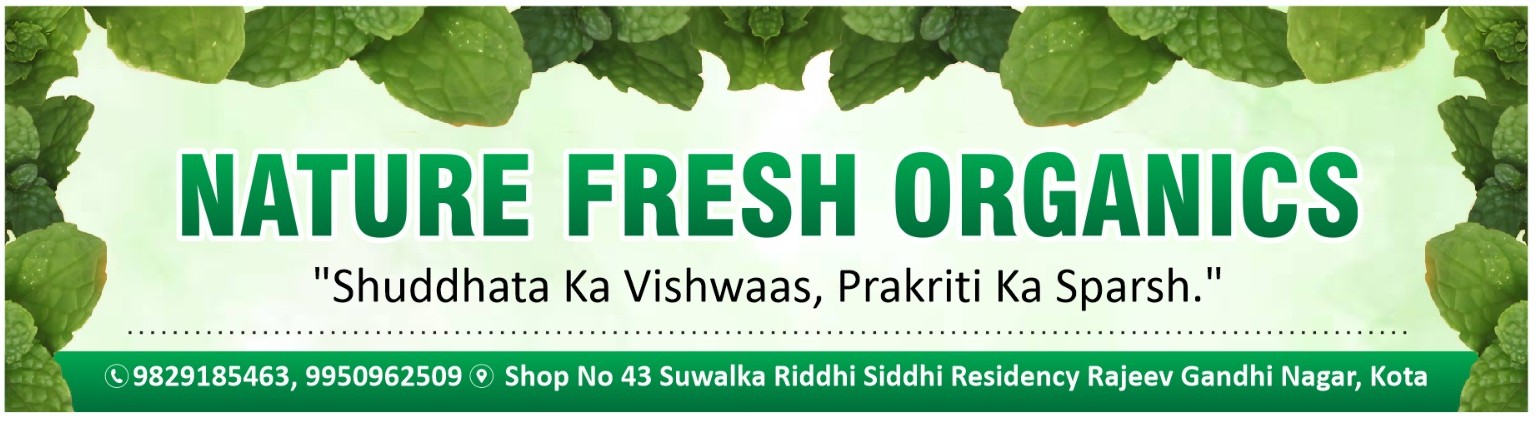 NATURE FRESH ORGANICS
"Shuddhata Ka Vishwaas, Prakriti Ka Sparsh."
9829185463, 9950962509 Shop No 43 Suwalka Riddhi Siddhi Residency Rajeev Gandhi Nagar, Kota